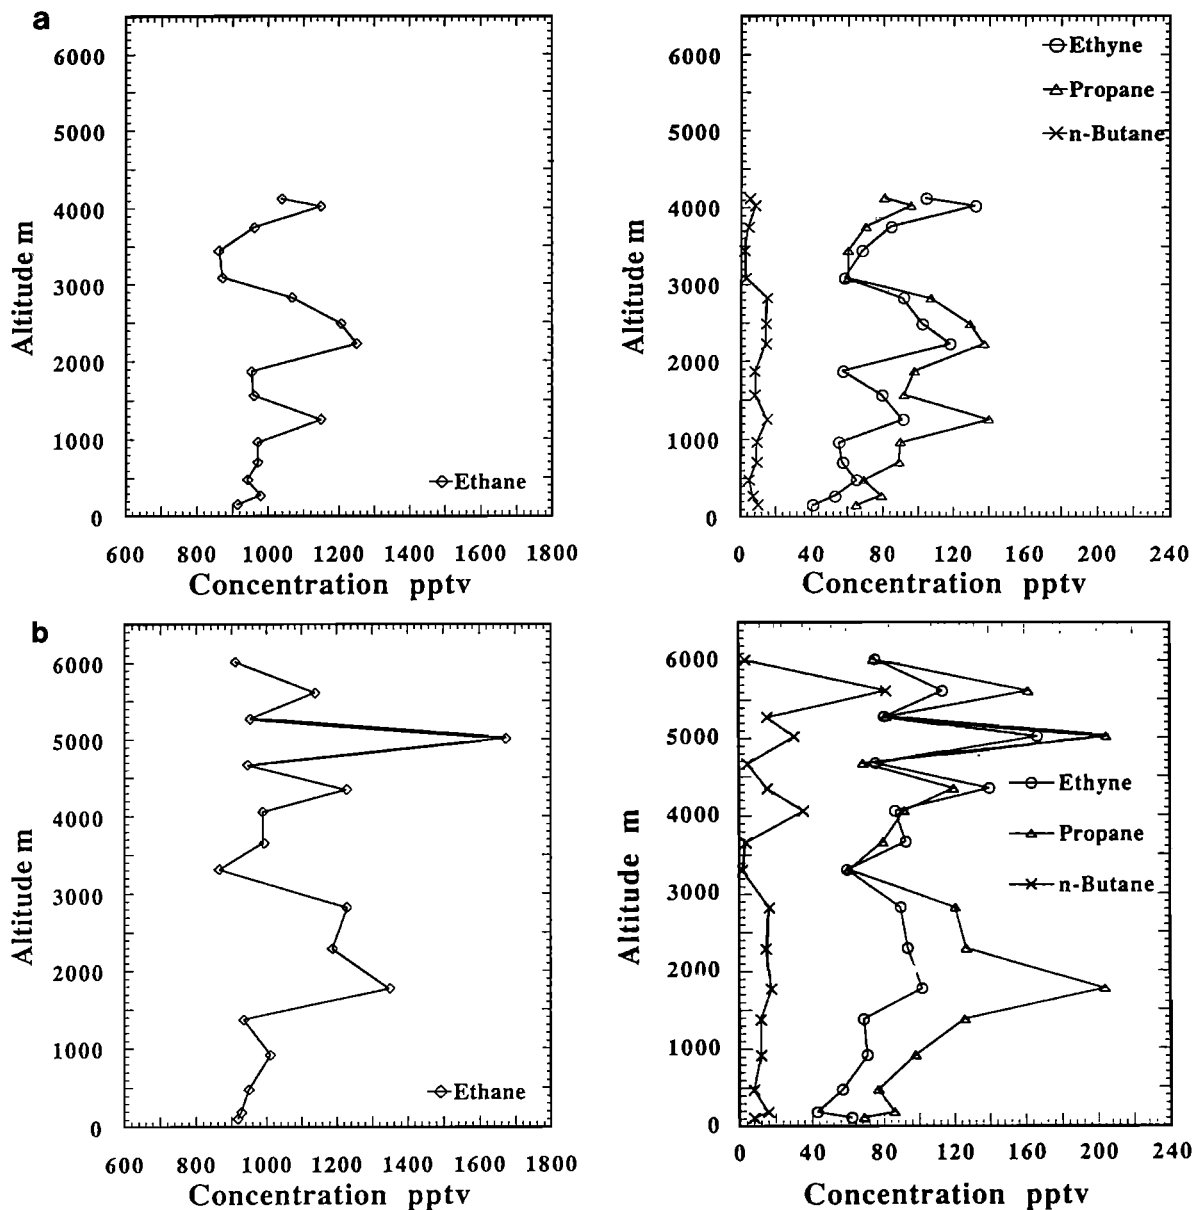 a
6000
5000
4000
3000
2000
1000
0
Altitude m
Ethane
600 800 1000 1200 1400 1600 1800
Concentration pptv
6000
5000
4000
3000
2000
1000
0
Altitude m
Ethyne
Propane
n-Butane
0 40 80 120 160 200 240
Concentration pptv
b
6000
5000
4000
3000
2000
1000
0
Altitude m
Ethane
600 800 1000 1200 1400 1600 1800
Concentration pptv
6000
5000
4000
3000
2000
1000
0
Altitude m
Ethyne
Propane
n-Butane
0 40 80 120 160 200 240
Concentration pptv